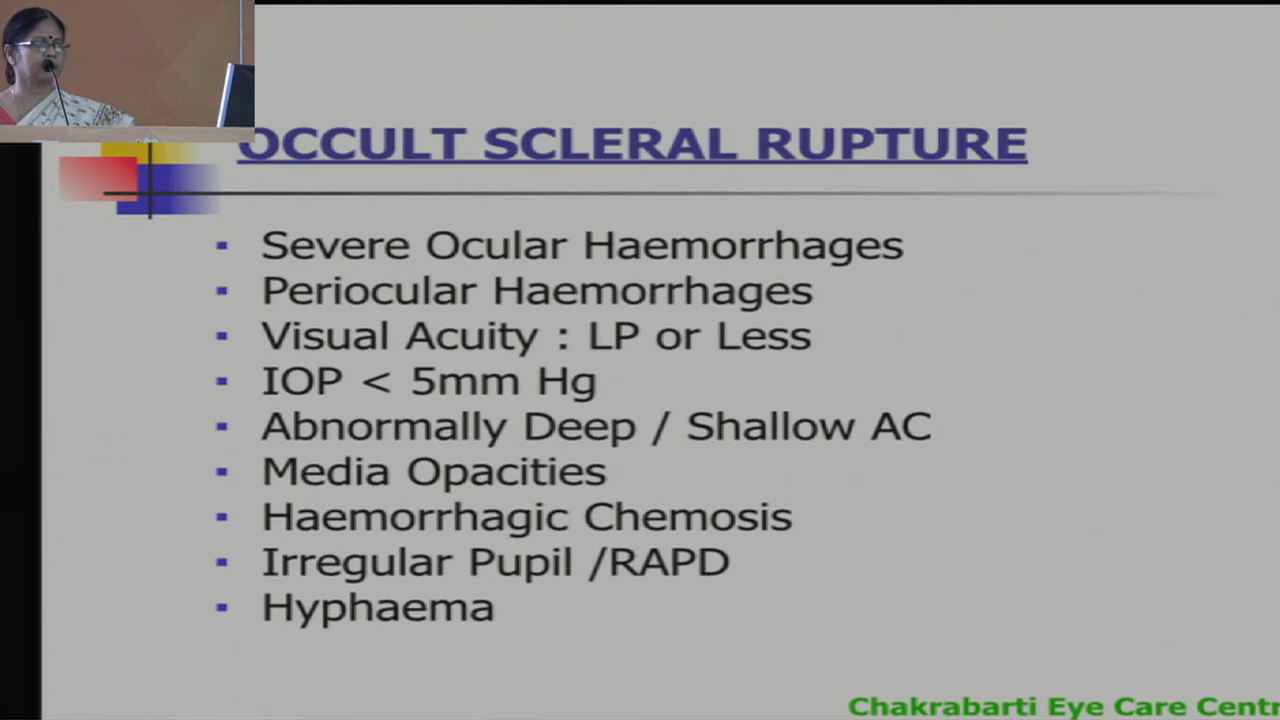 OCCULT SCLERAL RUPTURE
▪ Severe Ocular Haemorrhages
▪ Periocular Haemorrhages
▪ Visual Acuity : LP or Less
▪ IOP < 5mm Hg
▪ Abnormally Deep / Shallow AC
▪ Media Opacities
▪ Haemorrhagic Chemosis
▪ Irregular Pupil /RAPD
▪ Hyphaema
Chakrabarti Eye Care Centr